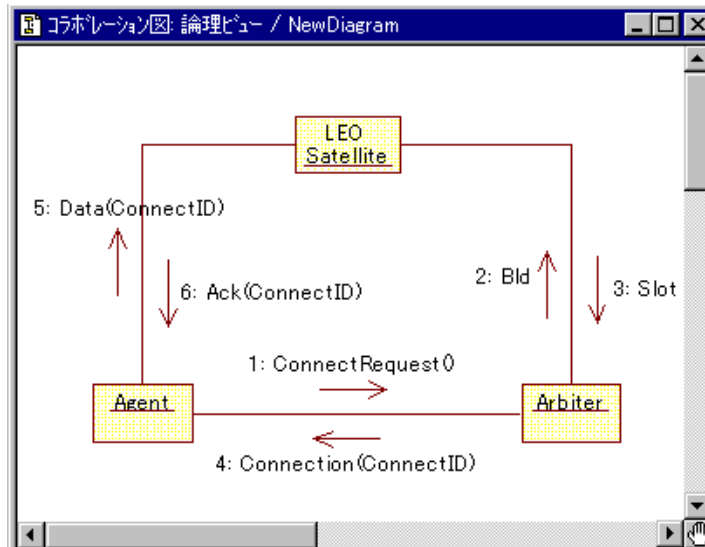 コラボレーション図: 論理ビュー / NewDiagram
LEO
Satellite
5: Data(ConnectID)
6: Ack(ConnectID)
2: BId
3: Slot
1: ConnectRequest()
Agent
Arbiter
4: Connection(ConnectID)